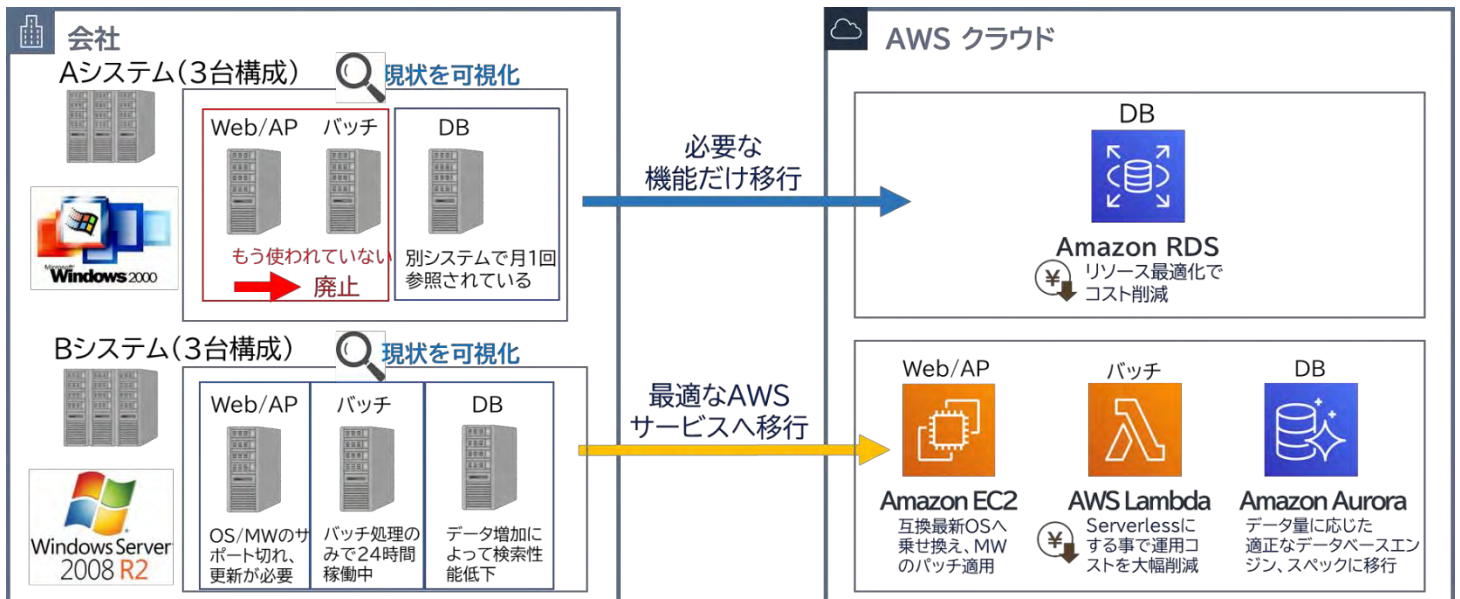 会社
Aシステム(3台構成)
現状を可視化
Web/AP
バッチ
DB
もう使われていない
廃止
別システムで月1回
参照されている
Microsoft
Windows 2000
必要な
機能だけ移行
Bシステム(3台構成)
現状を可視化
Web/AP
バッチ
DB
OS/MWのサ
ポート切れ、
更新が必要
バッチ処理の
みで24時間
稼働中
データ増加に
よって検索性
能低下
Windows Server
2008 R2
最適なAWS
サービスへ移行
AWS クラウド
DB
Amazon RDS
¥
リソース最適化で
コスト削減
Web/AP
バッチ
DB
Amazon EC2
互換最新OSへ
乗せ換え、MW
のパッチ適用
AWS Lambda
¥
Serverlessに
する事で運用コ
ストを大幅削減
Amazon Aurora
データ量に応じた
適正なデータベースエン
ジン、スペックに移行